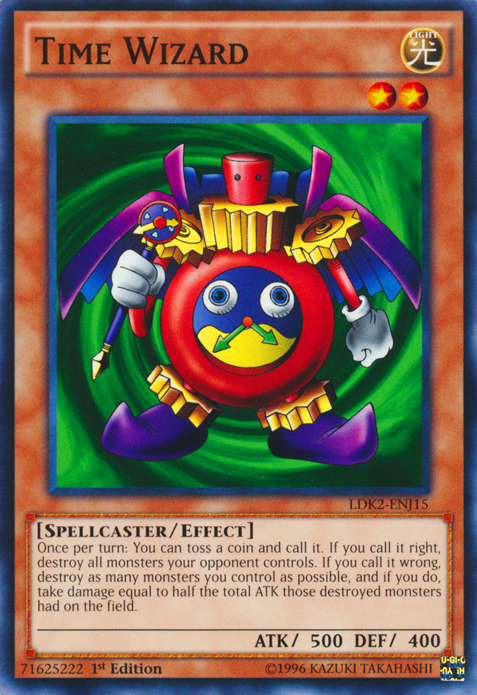 TIME WIZARD
LIGHT
光
LDK2-ENJ15
[SPELLCASTER/EFFECT]
Once per turn: You can toss a coin and call it. If you call it right,
destroy all monsters your opponent controls. If you call it wrong,
destroy as many monsters you control as possible, and if you do,
take damage equal to half the total ATK those destroyed monsters
had on the field.
ATK/ 500 DEF/ 400
71625222 1st Edition ©1996 KAZUKI TAKAHASHI